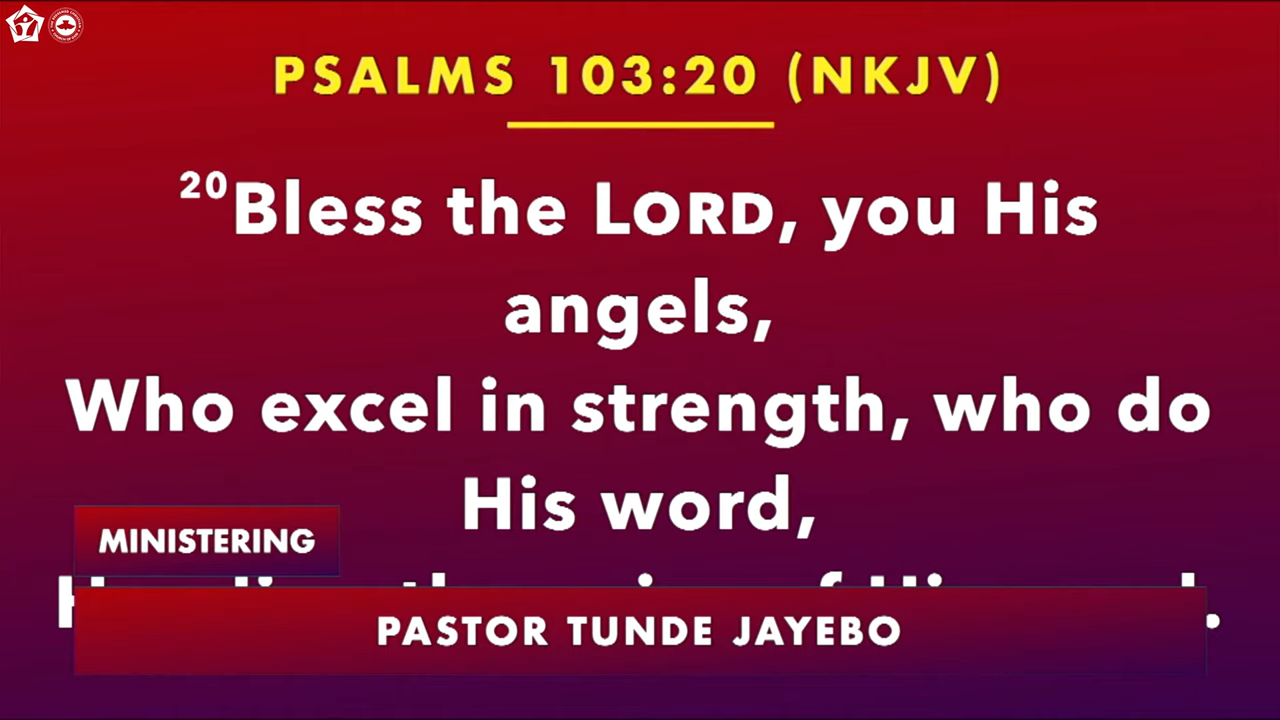 PSALMS 103:20 (NKJV)
20Bless the LORD, you His
angels,
Who excel in strength, who do
His word,
MINISTERING
PASTOR TUNDE JAYEBO